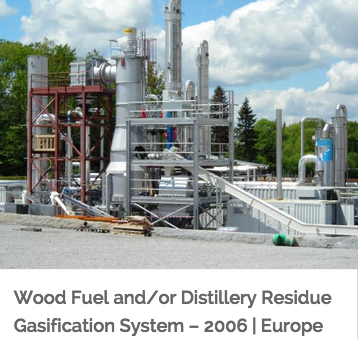 Wood Fuel and/or Distillery Residue
Gasification System – 2006 | Europe